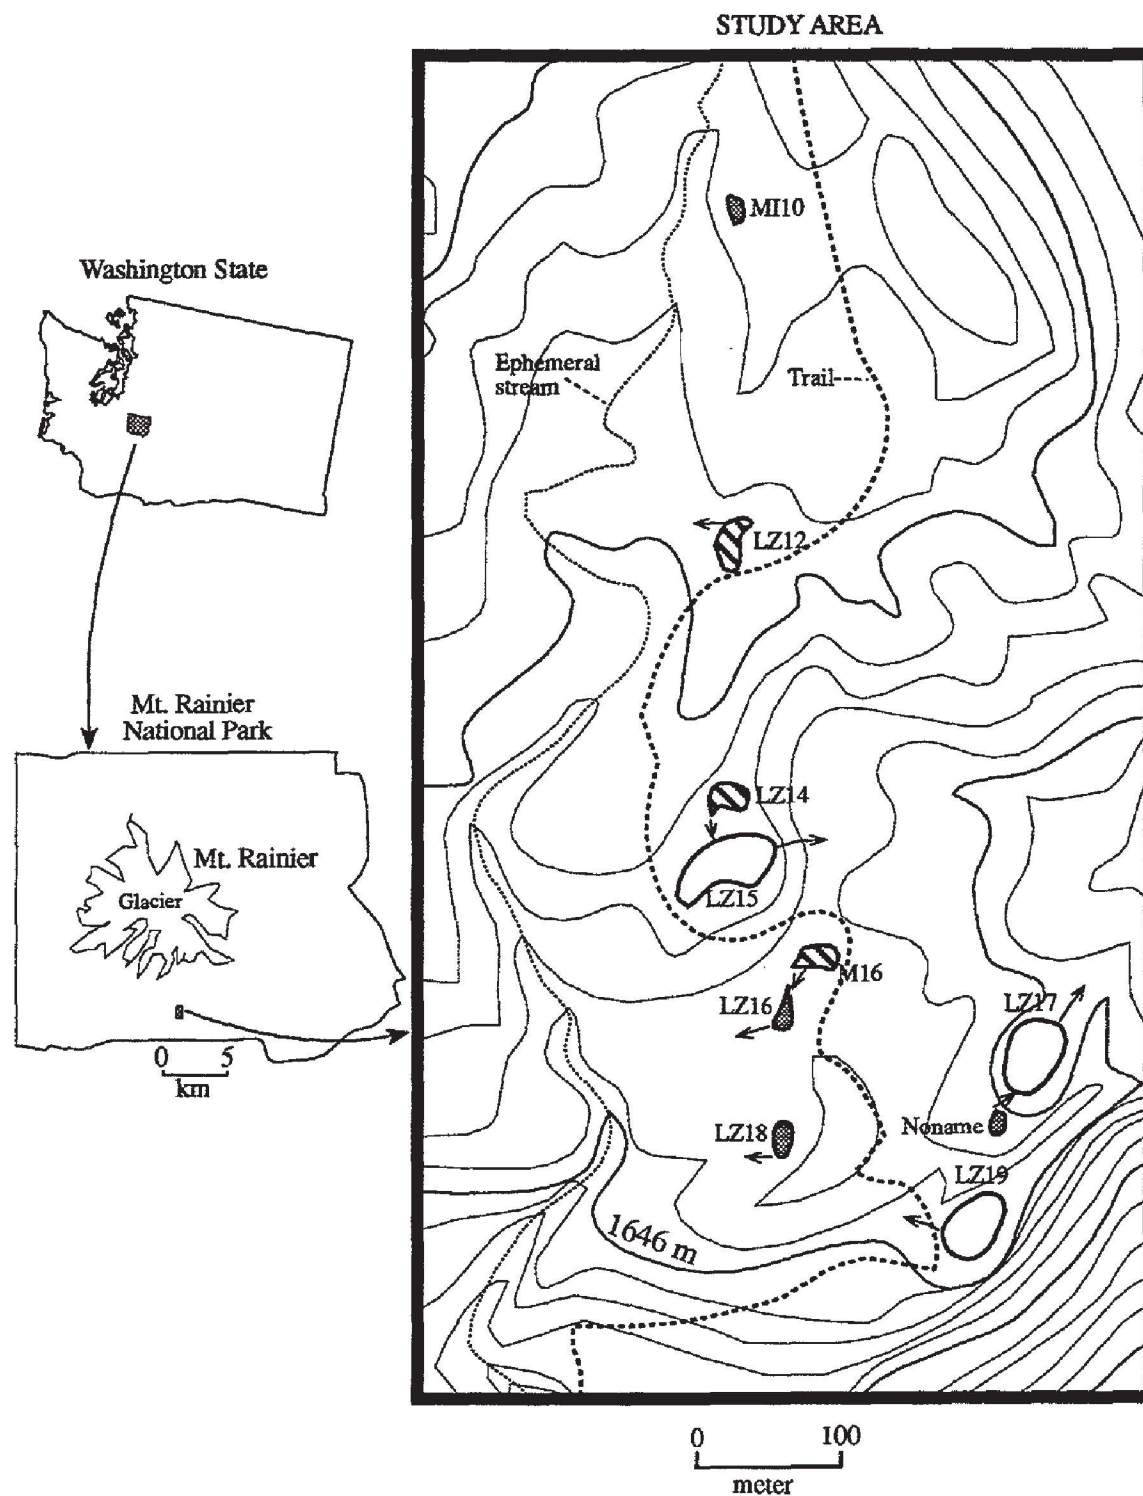 STUDY AREA
MI10
Washington State
Ephemeral
stream
Trail
LZ12
Mt. Rainier
National Park
LZ14
Mt. Rainier
Glacier
LZ15
M16
LZ16
LZ17
0 5
km
Noname
LZ18
LZ19
1646 m
0 100
meter